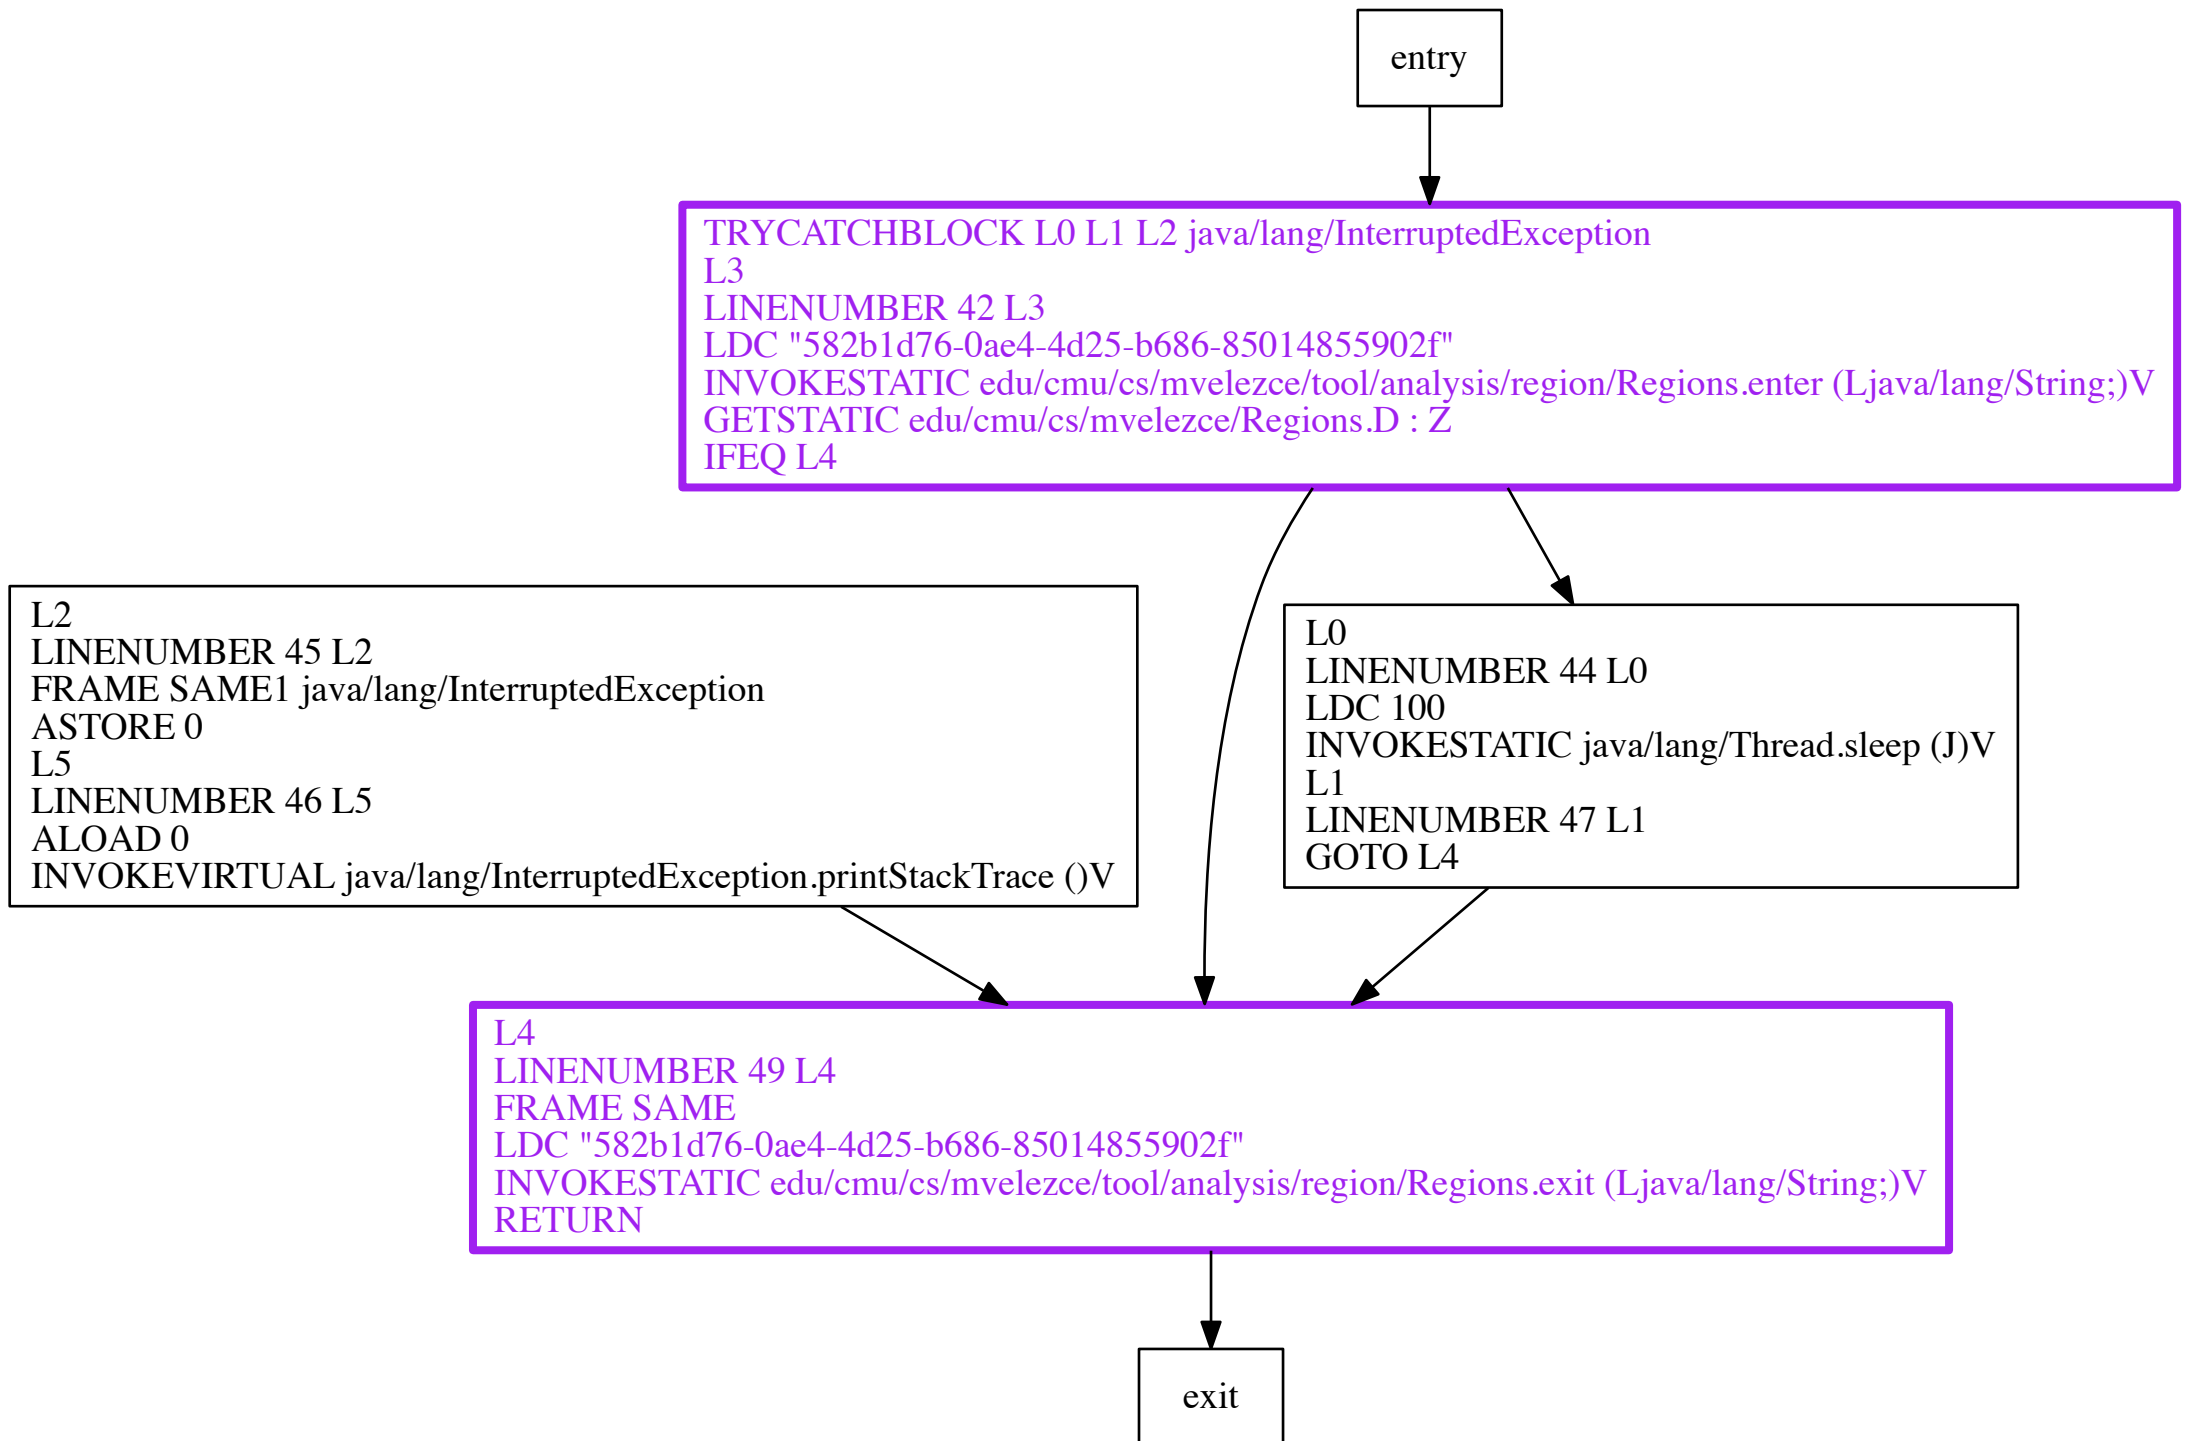 entry
TRYCATCHBLOCK L0 L1 L2 java/lang/InterruptedException
L3
LINENUMBER 42 L3
LDC "582b1d76-0ae4-4d25-b686-85014855902f"
INVOKESTATIC edu/cmu/cs/mvelezce/tool/analysis/region/Regions.enter (Ljava/lang/String;)V
GETSTATIC edu/cmu/cs/mvelezce/Regions.D : Z
IFEQ L4
L2
LINENUMBER 45 L2
FRAME SAME1 java/lang/InterruptedException
ASTORE 0
L5
LINENUMBER 46 L5
ALOAD 0
INVOKEVIRTUAL java/lang/InterruptedException.printStackTrace ()V
L0
LINENUMBER 44 L0
LDC 100
INVOKESTATIC java/lang/Thread.sleep (J)V
L1
LINENUMBER 47 L1
GOTO L4
L4
LINENUMBER 49 L4
FRAME SAME
LDC "582b1d76-0ae4-4d25-b686-85014855902f"
INVOKESTATIC edu/cmu/cs/mvelezce/tool/analysis/region/Regions.exit (Ljava/lang/String;)V
RETURN
exit